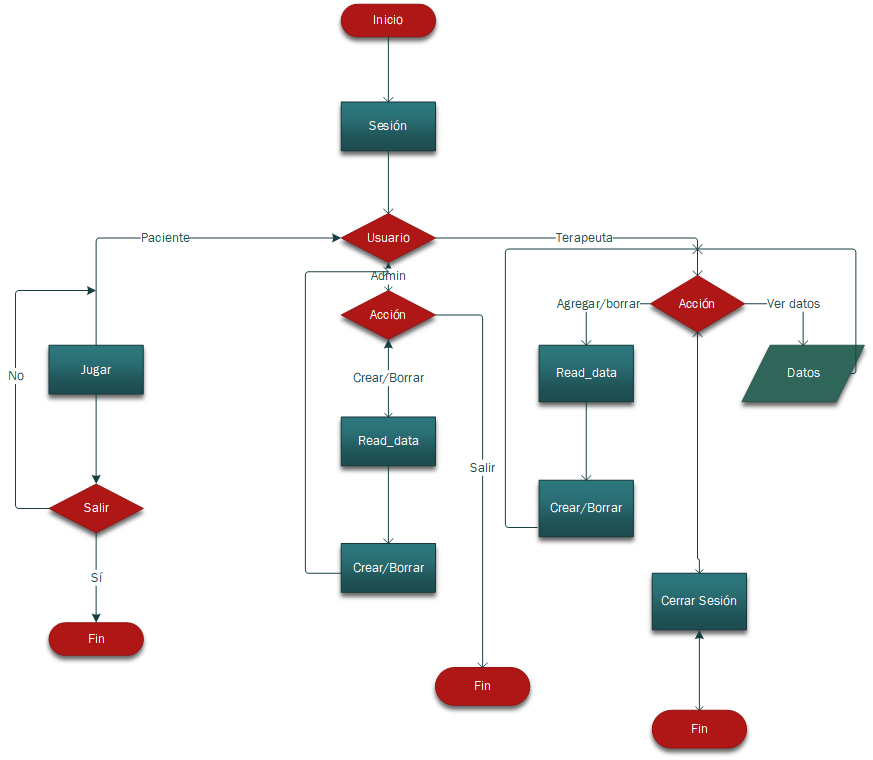 Inicio
Sesión
Paciente
Usuario
Terapeuta
Admin
Acción
Acción
Agregar/borrar
Ver datos
Jugar
No
Crear/Borrar
Read_data
Datos
Read_data
Salir
Salir
Crear/Borrar
Crear/Borrar
Sí
Cerrar Sesión
Fin
Fin
Fin